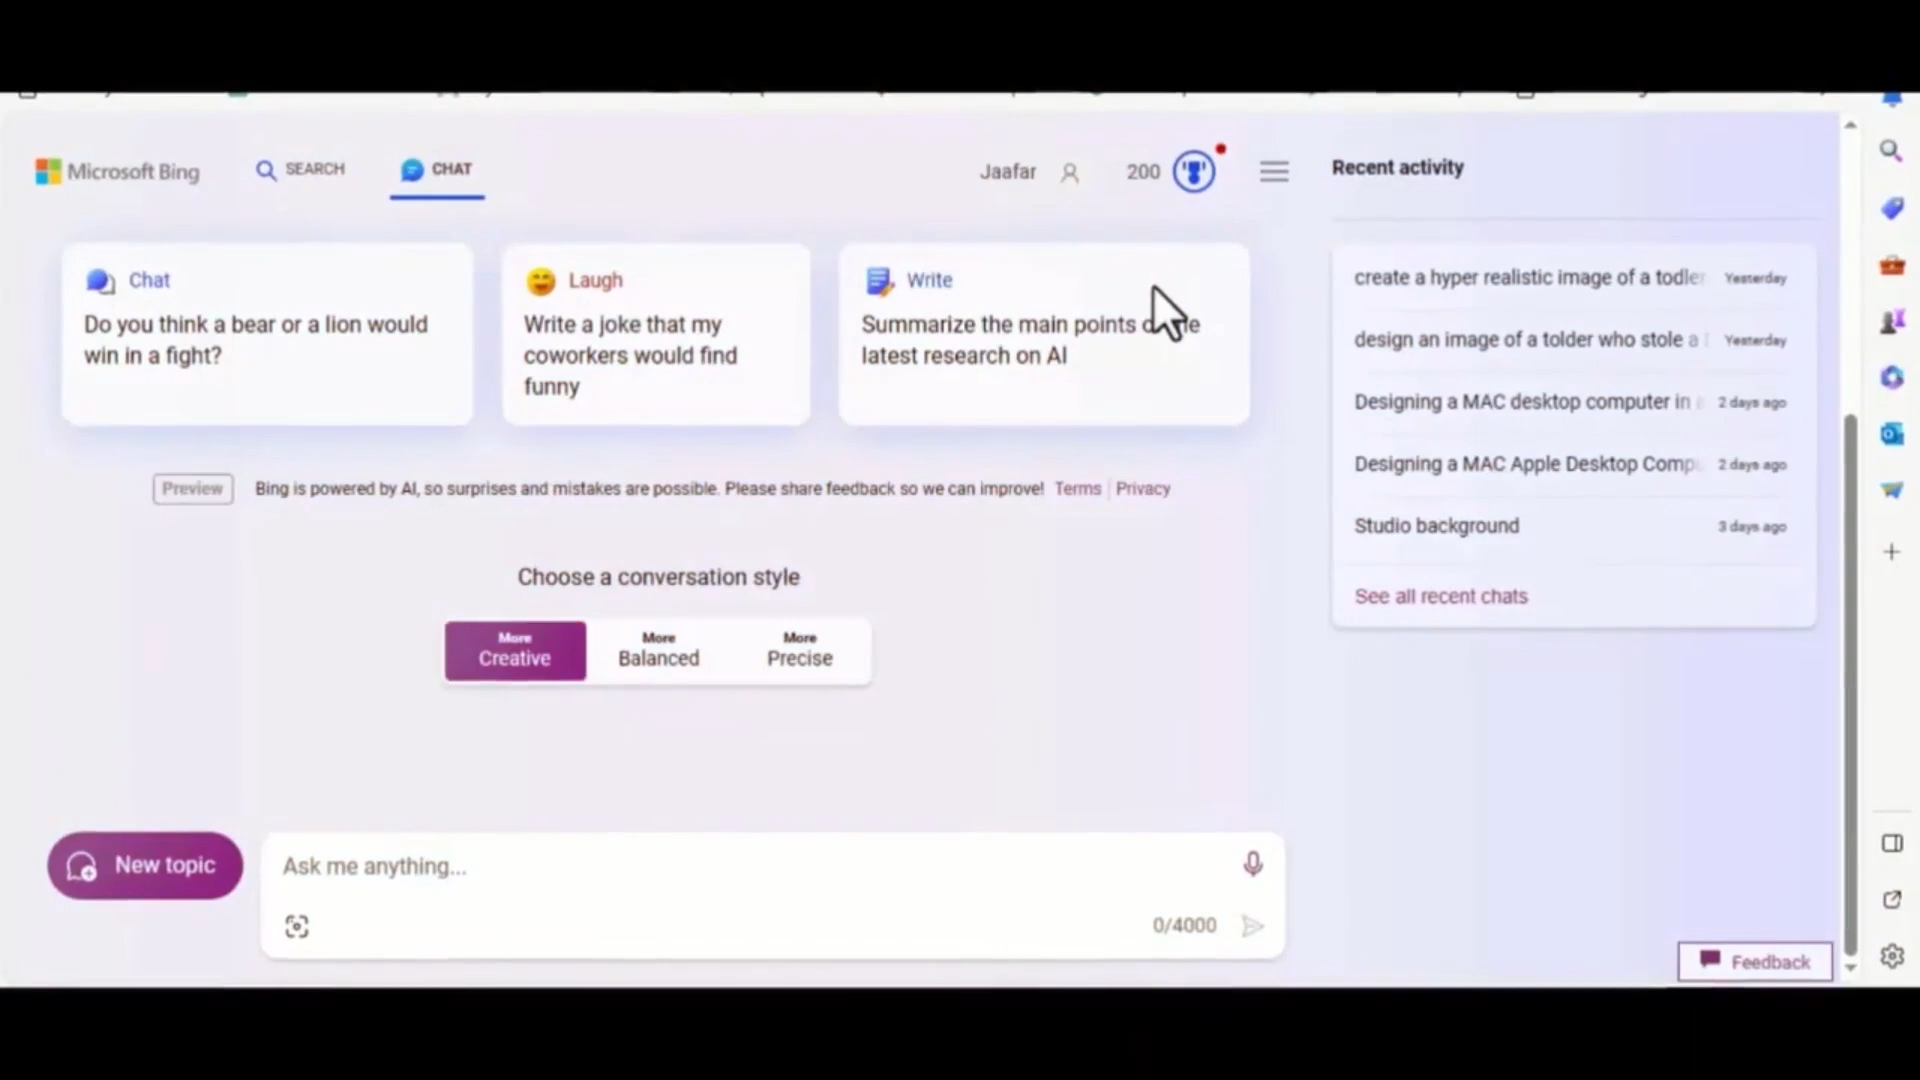 Microsoft Bing
SEARCH
CHAT
Jaafar
200
Recent activity
Chat
Do you think a bear or a lion would
win in a fight?
Laugh
Write a joke that my
coworkers would find
funny
Write
Summarize the main points
latest research on AI
create a hyper realistic image of a todler Yesterday
design an image of a tolder who stole a Yesterday
Designing a MAC desktop computer in 2 days ago
Designing a MAC Apple Desktop Comp 2 days ago
Studio background 3 days ago
See all recent chats
Preview Bing is powered by AI, so surprises and mistakes are possible. Please share feedback so we can improve! Terms Privacy
Choose a conversation style
More
Creative
More
Balanced
More
Precise
New topic
Ask me anything...
0/4000
Feedback